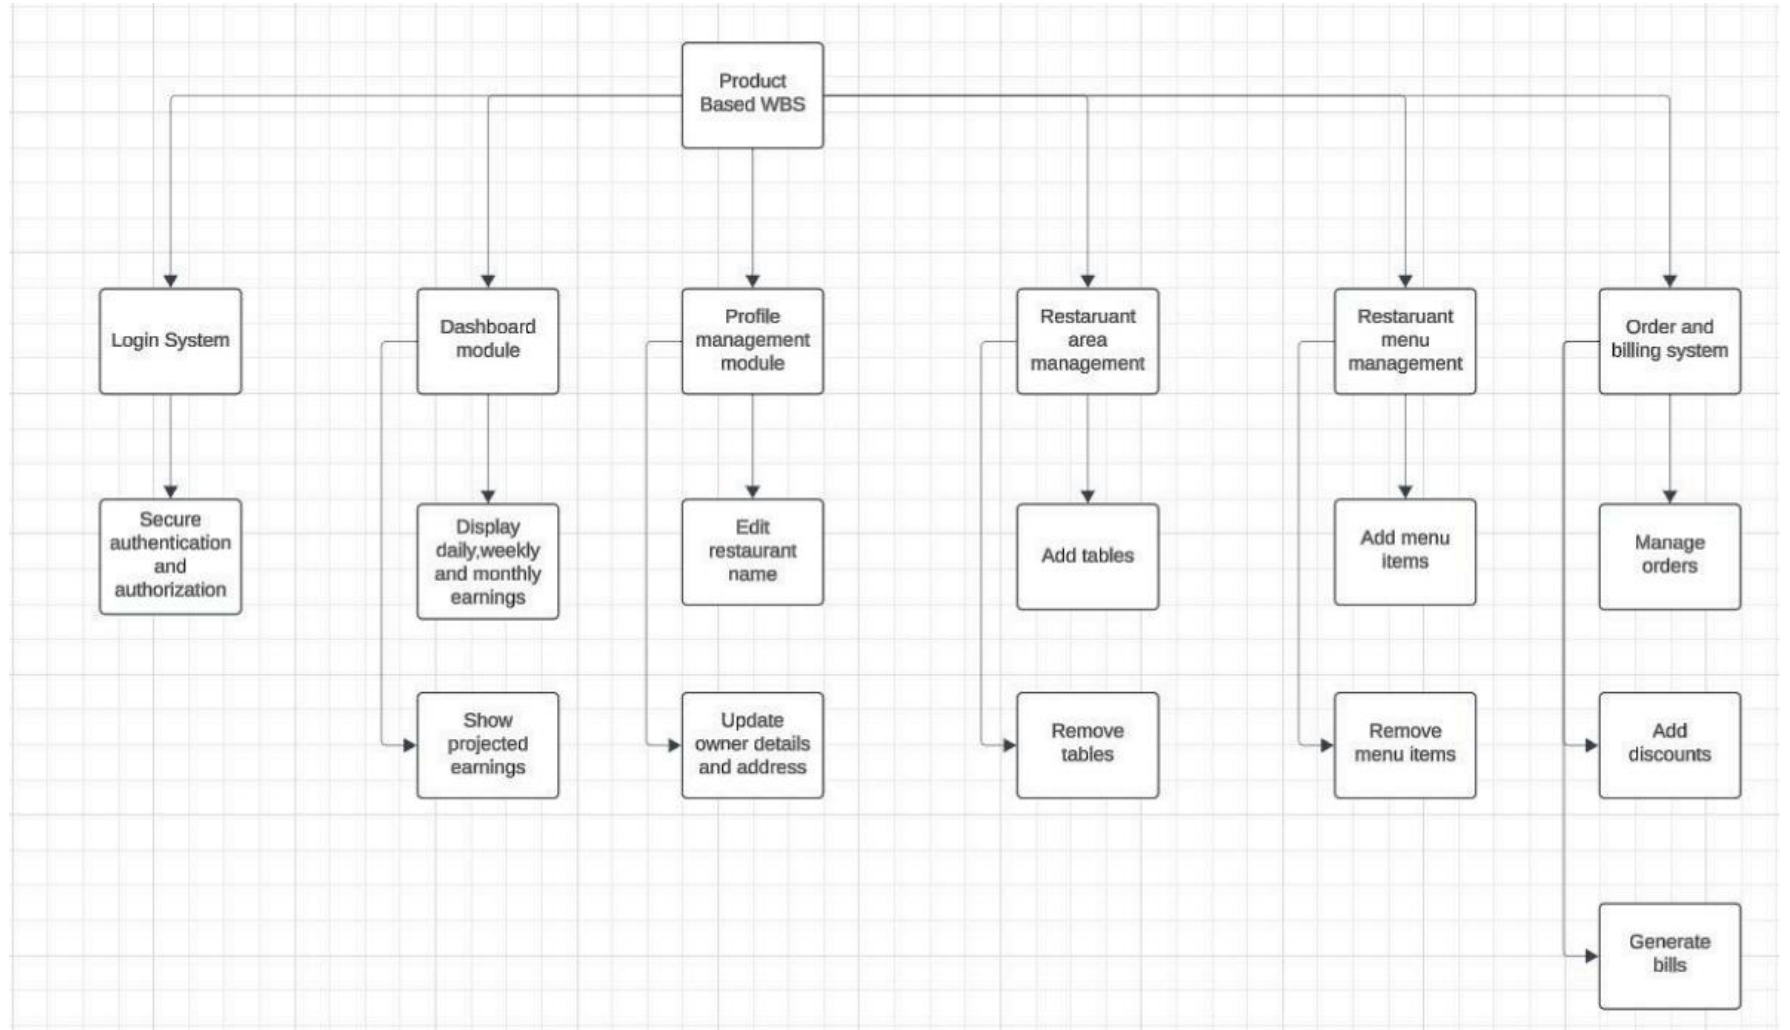 Product
Based WBS
Login System
Dashboard
module
Profile
management
module
Restaruant
area
management
Restaruant
menu
management
Order and
billing system
Secure
authentication
and
authorization
Display
daily,weekly
and monthly
earnings
Edit
restaurant
name
Add tables
Add menu
items
Manage
orders
Show
projected
earnings
Update
owner details
and address
Remove
tables
Remove
menu items
Add
discounts
Generate
bills